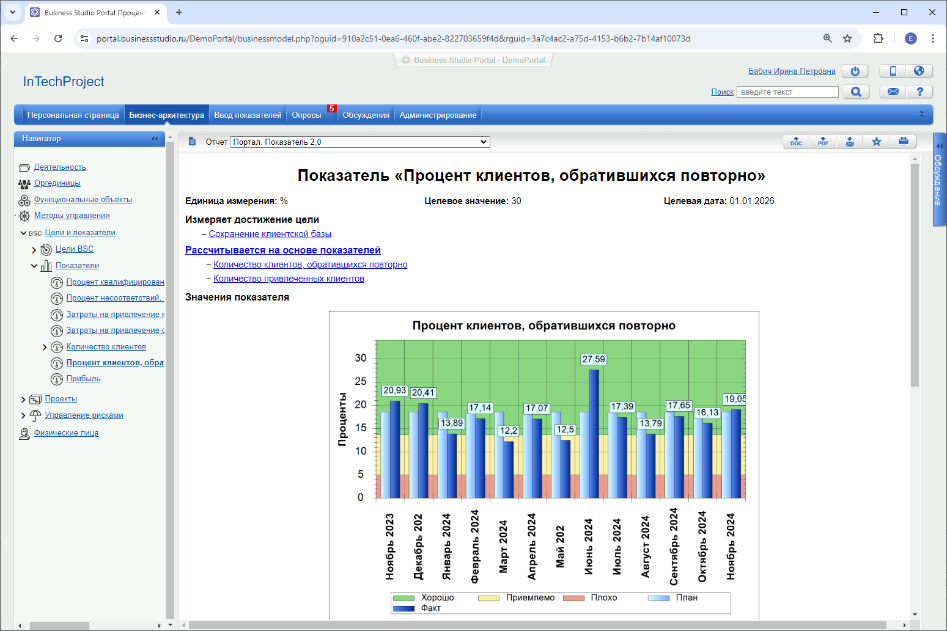 Business Studio Portal Процент
portal.businessstudio.ru/DemoPortal/businessmodel.php?oguid=910a2c51-0ea6-460f-abe2-822703659f4d&rguid=3a7c4ac2-a75d-4153-b6b2-7b14af10073d
E
Business Studio Portal - DemoPortal
InTechProject
Бабич Ирина Петровна
Поиск введите текст
Персональная страница Бизнес-архитектура Ввод показателей Опросы 5 Обсуждения Администрирование
Навигатор
Отчет Портал. Показатель 2.0
DOC PDF
Обсуждение
Деятельность
Оргединицы
Функциональные объекты
Методы управления
BSC Цели и показатели
Цели BSC
Показатели
Процент квалифицирован
Процент несоответствий,
Затраты на привлечение
Затраты на привлечение
Количество клиентов
Процент клиентов, обра
Прибыль
Проекты
Управление рисками
Физические лица
Показатель «Процент клиентов, обратившихся повторно»
Единица измерения: % Целевое значение: 30 Целевая дата: 01.01.2026
Измеряет достижение цели
– Сохранение клиентской базы
Рассчитывается на основе показателей
– Количество клиентов, обратившихся повторно
– Количество привлеченных клиентов
Значения показателя
Процент клиентов, обратившихся повторно
Проценты
30
25
20
15
10
5
0
20,93 20,41 13,89 17,14 12,2 17,07 12,5 27,59 17,39 13,79 17,65 16,13 19,05
Ноябрь 2023
Декабрь 202
Январь 2024
Февраль 2024
Март 2024
Апрель 2024
Май 202
Июнь 2024
Июль 2024
Август 2024
Сентябрь 2024
Октябрь 2024
Ноябрь 2024
Хорошо Приемлемо Плохо План
Факт